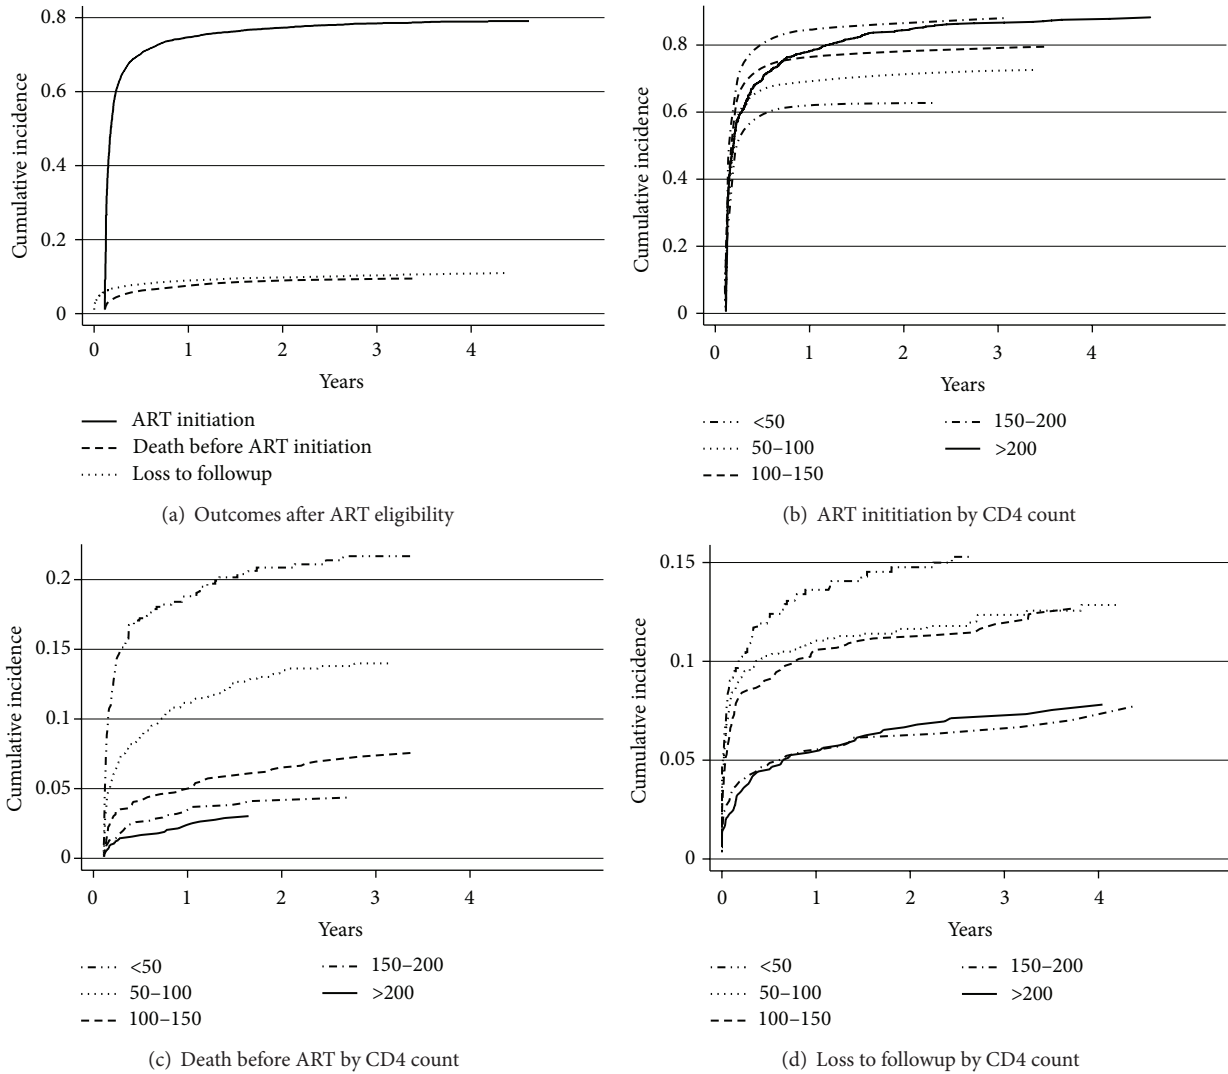 0.8
0.6
0.4
0.2
0
Cumulative incidence
0 1 2 3 4
Years
ART initiation
Death before ART initiation
Loss to followup
(a) Outcomes after ART eligibility
0.8
0.6
0.4
0.2
0
Cumulative incidence
0 1 2 3 4
Years
<50
50–100
100–150
150–200
>200
(b) ART inititiation by CD4 count
0.2
0.15
0.1
0.05
0
Cumulative incidence
0 1 2 3 4
Years
<50
50–100
100–150
150–200
>200
(c) Death before ART by CD4 count
0.15
0.1
0.05
0
Cumulative incidence
0 1 2 3 4
Years
<50
50–100
100–150
150–200
>200
(d) Loss to followup by CD4 count